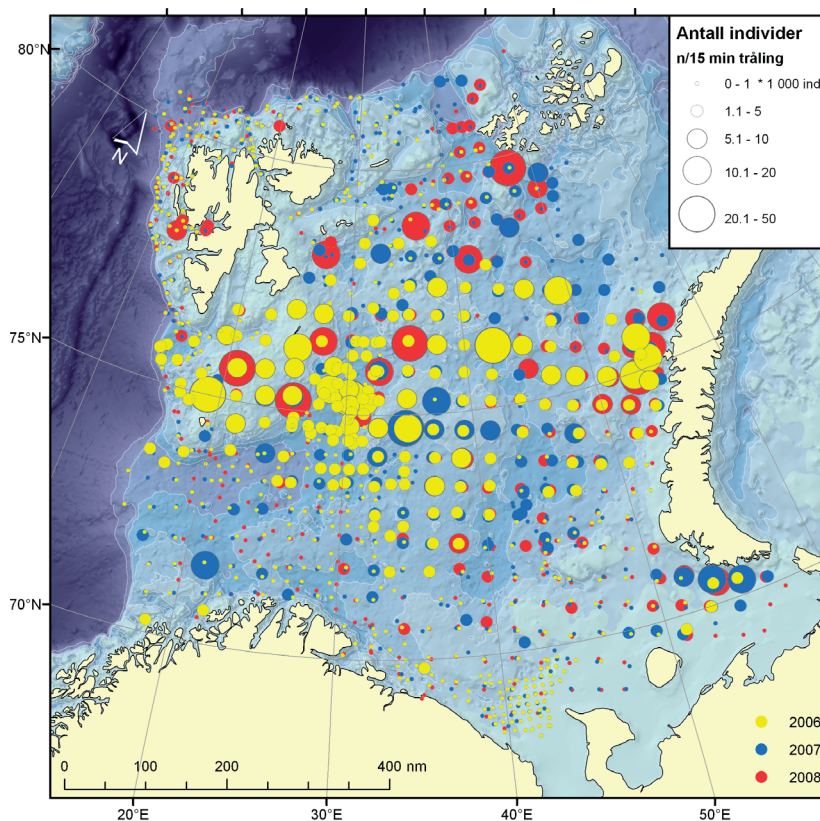 Antall individer
n/15 min tråling
0 - 1 * 1 000 ind
1.1 - 5
5.1 - 10
10.1 - 20
20.1 - 50
80°N
N
75°N
70°N
2006
2007
2008
0 100 200 400 nm
20°E 30°E 40°E 50°E